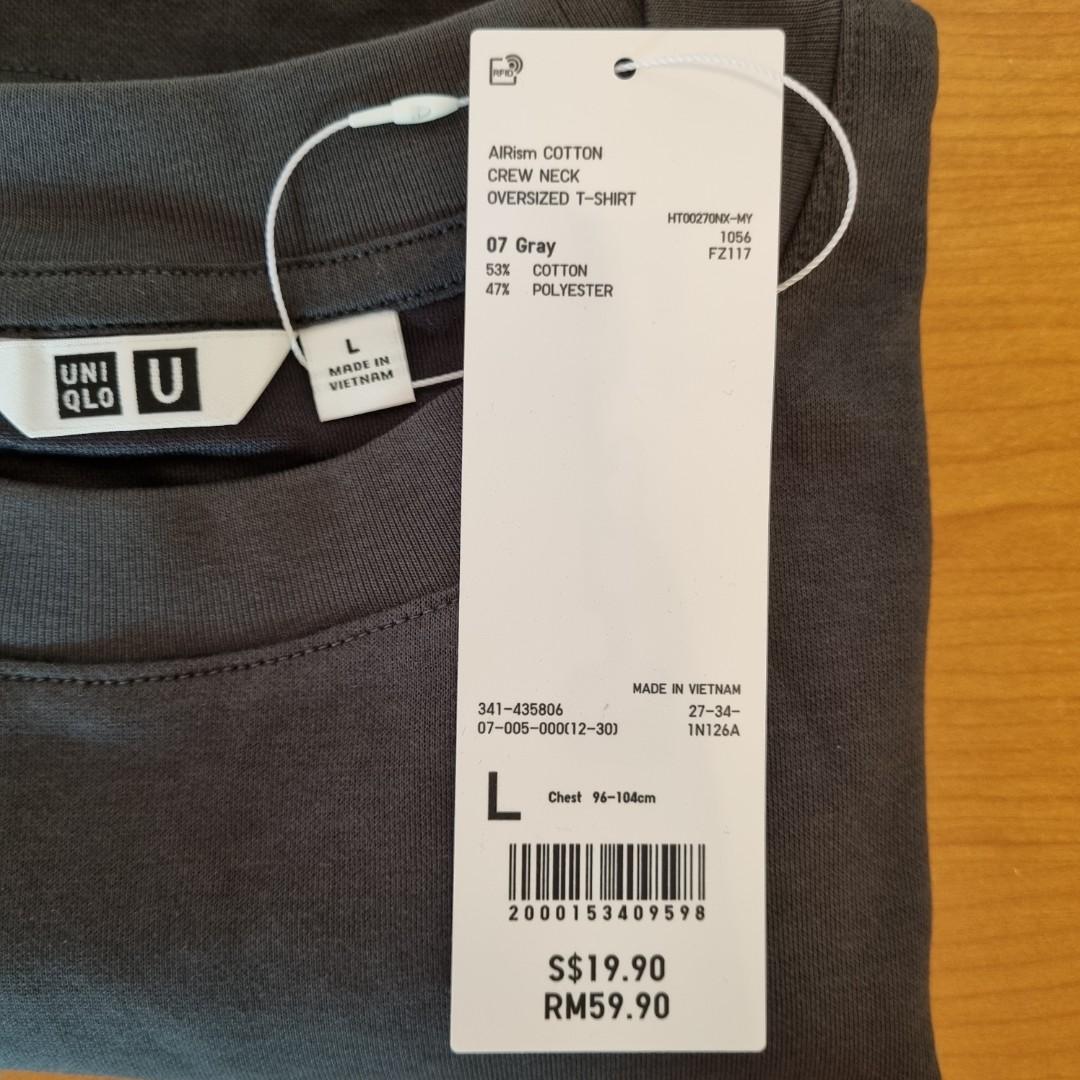 RFID
AIRism COTTON
CREW NECK
OVERSIZED T-SHIRT
HT00270NX-MY
1056
FZ117
07 Gray
53% COTTON
47% POLYESTER
UNI
QLO
U
L
MADE IN
VIETNAM
MADE IN VIETNAM
341-435806 27-34-
07-005-000(12-30) 1N126A
L Chest 96-104cm
2000153409598
S$19.90
RM59.90